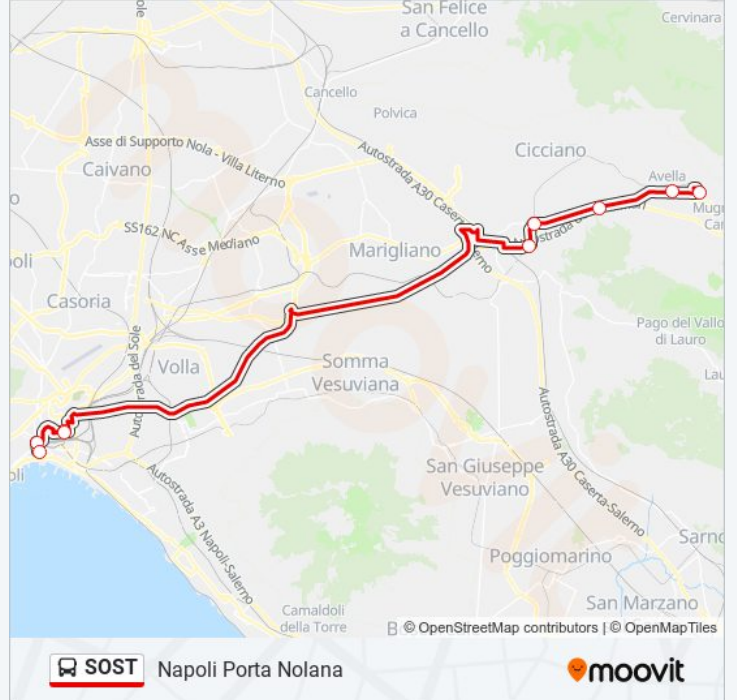 San Felice
a Cancello
Cervinara
Cancello
Polvica
Asse di Supporto Nola - Villa Literno
Autostrada A30 Caserta-Salerno
Cicciano
Caivano
Avella
SS162 NC Asse Mediano
Marigliano
Casoria
Pago del Vallo
di Lauro
Autostrada del Sole
Volla
Somma
Vesuviana
Autostrada A30 Caserta-Salerno
San Giuseppe
Vesuviano
Autostrada A3 Napoli-Salerno
Poggiomarino
San Marzano
Camaldoli
della Torre
© OpenStreetMap contributors | © OpenMapTiles
SOST
Napoli Porta Nolana
moovit